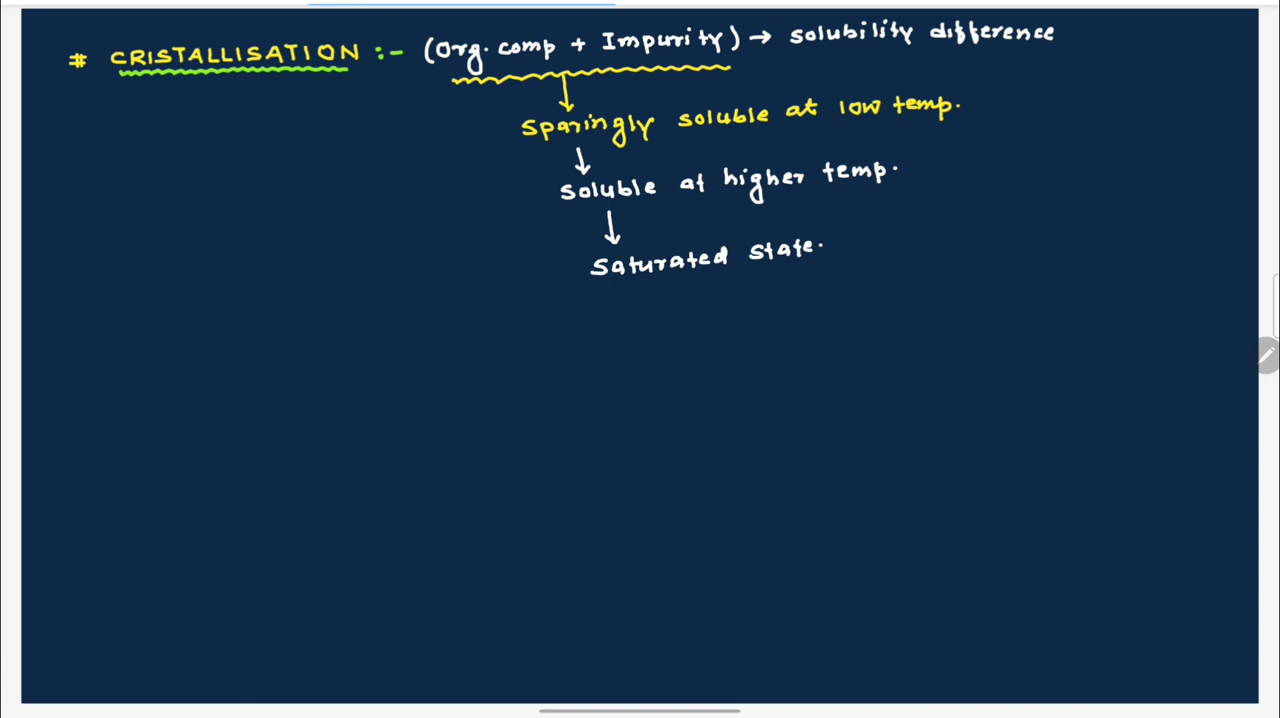 # CRISTALLISATION :- (Org. comp + Impurity) → solubility difference
Sparingly soluble at low temp.
soluble at higher temp.
saturated state.